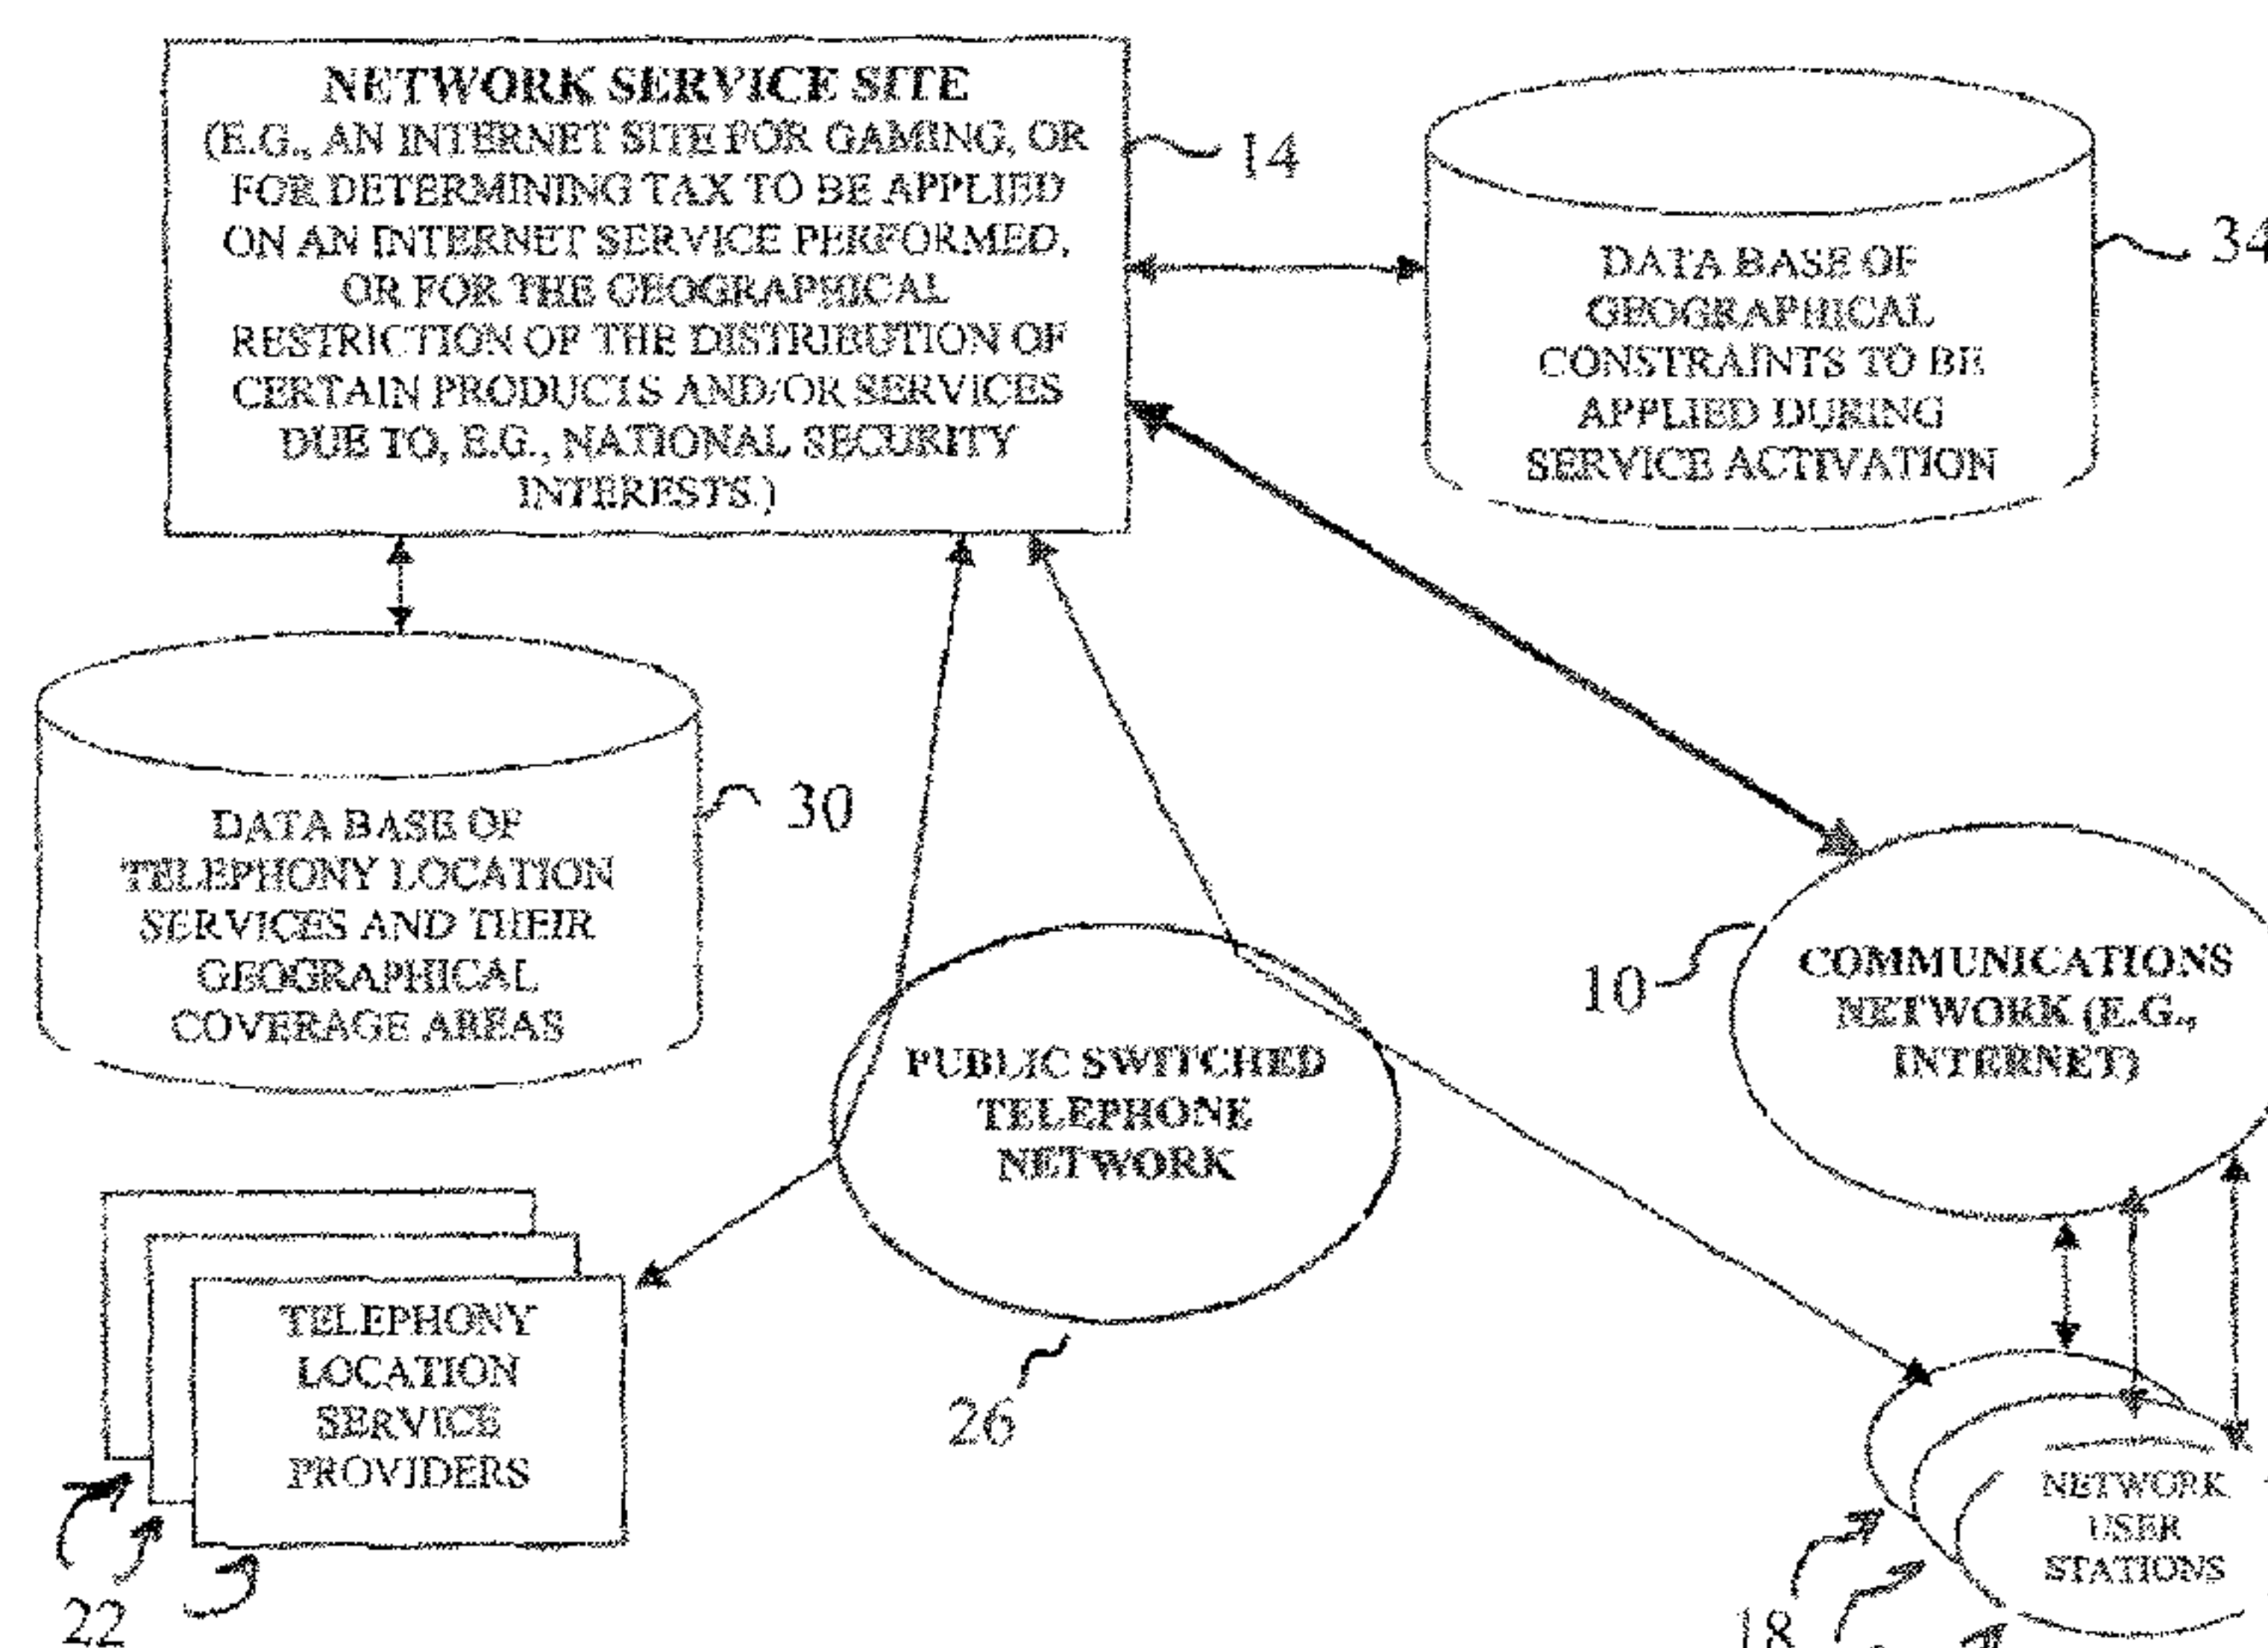 NETWORK SERVICE SITE
(E.G., AN INTERNET SITE FOR GAMING, OR
FOR DETERMINING TAX TO BE APPLIED
ON AN INTERNET SERVICE PERFORMED,
OR FOR THE GEOGRAPHICAL
RESTRICTION OF THE DISTRIBUTION OF
CERTAIN PRODUCTS AND/OR SERVICES
DUE TO, E.G., NATIONAL SECURITY
INTERESTS.)
14
DATA BASE OF
GEOGRAPHICAL
CONSTRAINTS TO BE
APPLIED DURING
SERVICE ACTIVATION
34
DATA BASE OF
TELEPHONY LOCATION
SERVICES AND THEIR
GEOGRAPHICAL
COVERAGE AREAS
30
PUBLIC SWITCHED
TELEPHONE
NETWORK
26
10
COMMUNICATIONS
NETWORK (E.G.,
INTERNET)
TELEPHONY
LOCATION
SERVICE
PROVIDERS
22
NETWORK
USER
STATIONS
18